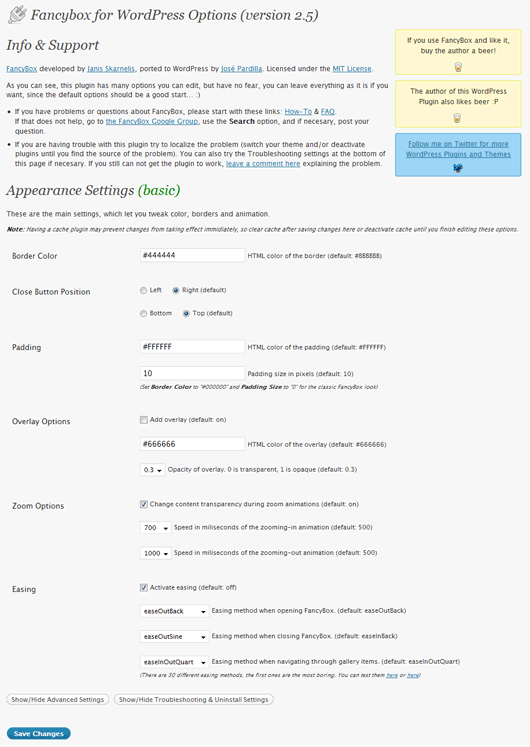 Fancybox for WordPress Options (version 2.5)
Info & Support
FancyBox developed by Janis Skarnelis, ported to WordPress by José Pardilla. Licensed under the MIT License.
As you can see, this plugin has many options you can edit, but have no fear, you can leave everything as it is if you
want, since the default options should be a good start... :)
If you have problems or questions about FancyBox, please start with these links: How-To & FAQ.
If that does not help, go to the FancyBox Google Group, use the Search option, and if necesary, post your
question.
If you are having trouble with this plugin try to localize the problem (switch your theme and/or deactivate
plugins until you find the source of the problem). You can also try the Troubleshooting settings at the bottom of
this page if necesary. If you still can not get the plugin to work, leave a comment here explaining the problem.
If you use FancyBox and like it,
buy the author a beer!
The author of this WordPress
Plugin also likes beer :P
Follow me on Twitter for more
WordPress Plugins and Themes
Appearance Settings (basic)
These are the main settings, which let you tweak color, borders and animation.
Note: Having a cache plugin may prevent changes from taking effect immidiately, so clear cache after saving changes here or deactivate cache until you finish editing these options.
Border Color #444444 HTML color of the border (default: #BBBBBB)
Close Button Position Left Right (default)
Bottom Top (default)
Padding #FFFFFF HTML color of the padding (default: #FFFFFF)
10 Padding size in pixels (default: 10)
(Set Border Color to "#000000" and Padding Size to "0" for the classic FancyBox look)
Overlay Options Add overlay (default: on)
#666666 HTML color of the overlay (default: #666666)
0.3 Opacity of overlay. 0 is transparent, 1 is opaque (default: 0.3)
Zoom Options Change content transparency during zoom animations (default: on)
700 Speed in miliseconds of the zooming-in animation (default: 500)
1000 Speed in miliseconds of the zooming-out animation (default: 500)
Easing Activate easing (default: off)
easeOutBack Easing method when opening FancyBox. (default: easeOutBack)
easeOutSine Easing method when closing FancyBox. (default: easeInBack)
easeInOutQuart Easing method when navigating through gallery items. (default: easeInOutQuart)
(There are 30 different easing methods, the first ones are the most boring. You can test them here or here)
Show/Hide Advanced Settings Show/Hide Troubleshooting & Uninstall Settings
Save Changes